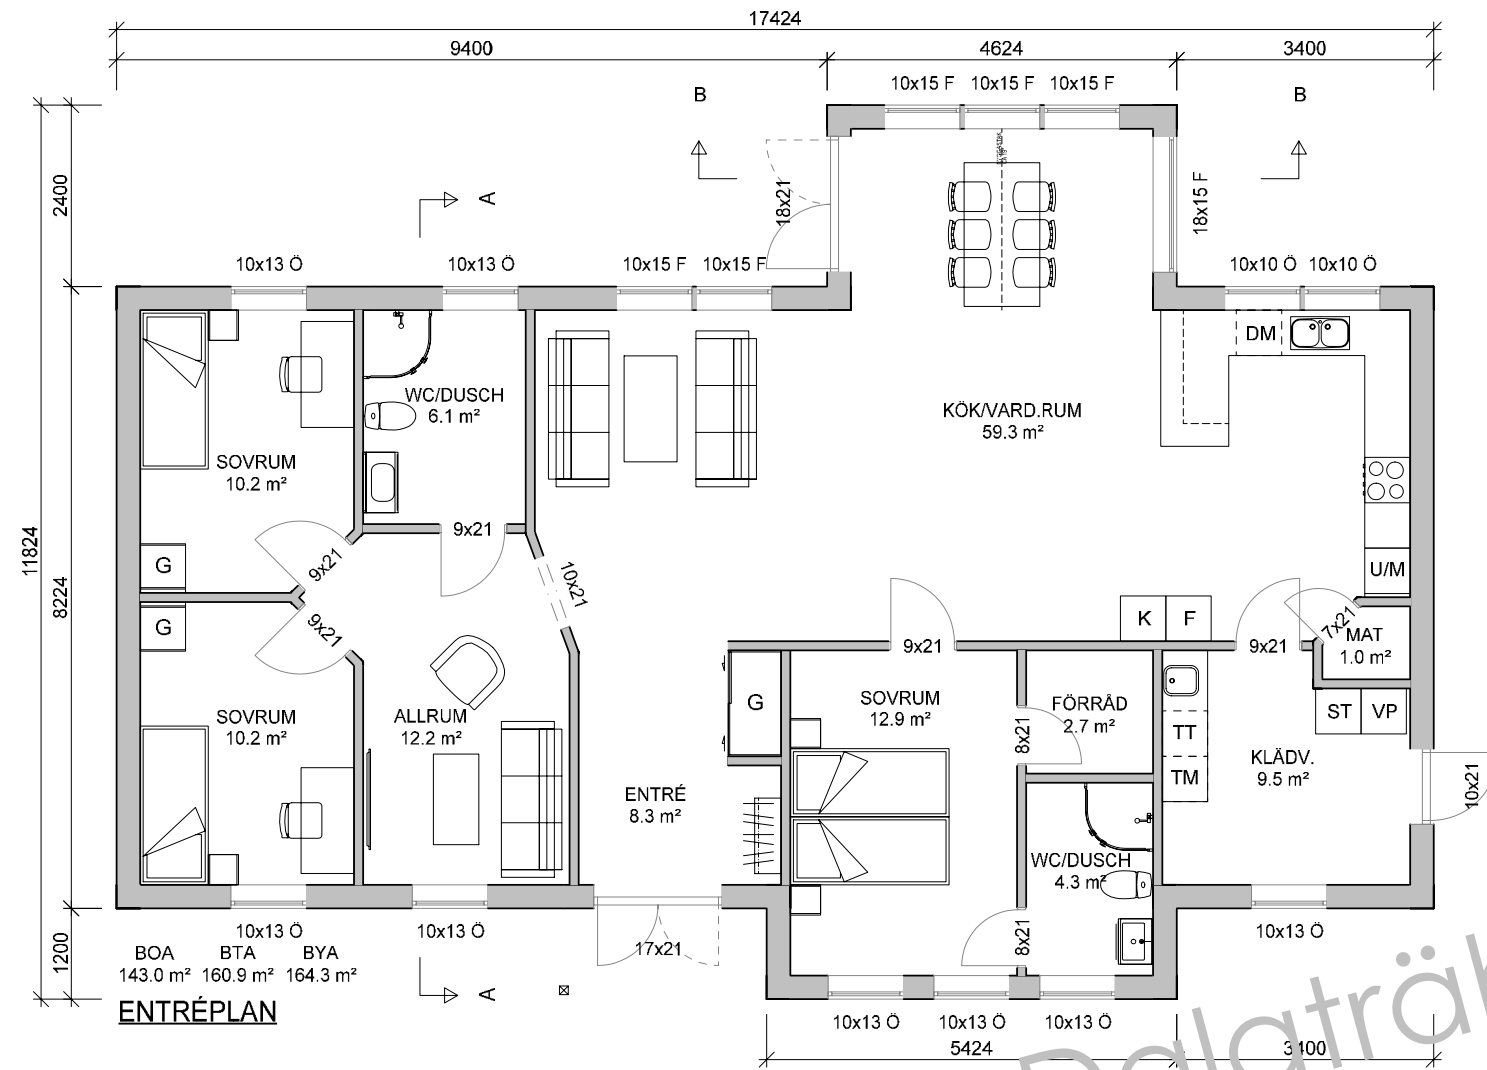 17424
9400
4624
3400
10x15 F
10x15 F
10x15 F
B
B
2400
18x21
18x15 F
A
10x13 Ö
10x13 Ö
10x15 F
10x15 F
10x10 Ö
10x10 Ö
DM
WC/DUSCH
6.1 m²
KÖK/VARD.RUM
59.3 m²
SOVRUM
10.2 m²
9x21
11824
8224
G
9x21
10x21
U/M
G
9x21
K
F
7x21
MAT
1.0 m²
9x21
9x21
SOVRUM
10.2 m²
ALLRUM
12.2 m²
G
SOVRUM
12.9 m²
FÖRRÅD
2.7 m²
8x21
ST
VP
TT
TM
KLÄDV.
9.5 m²
10x21
ENTRÉ
8.3 m²
WC/DUSCH
4.3 m²
8x21
10x13 Ö
10x13 Ö
17x21
10x13 Ö
1200
BOA
BTA
BYA
143.0 m²
160.9 m²
164.3 m²
A
ENTRÉPLAN
10x13 Ö
10x13 Ö
10x13 Ö
5424
3400